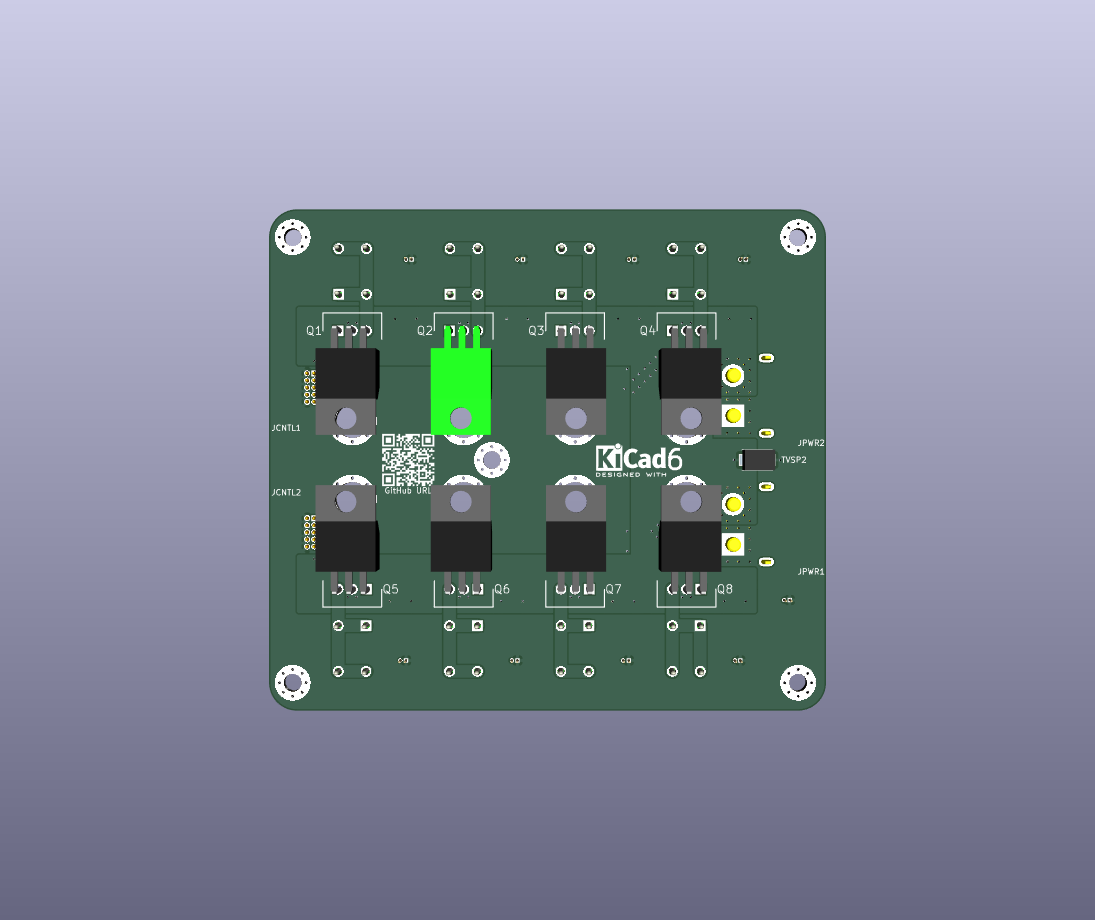 Q1 Q2 Q3 Q4
JCNTL1
JPWR2
KiCad6
TVSP2
DESIGNED WITH
GitHub URL
JCNTL2
JPWR1
Q5 Q6 Q7 Q8